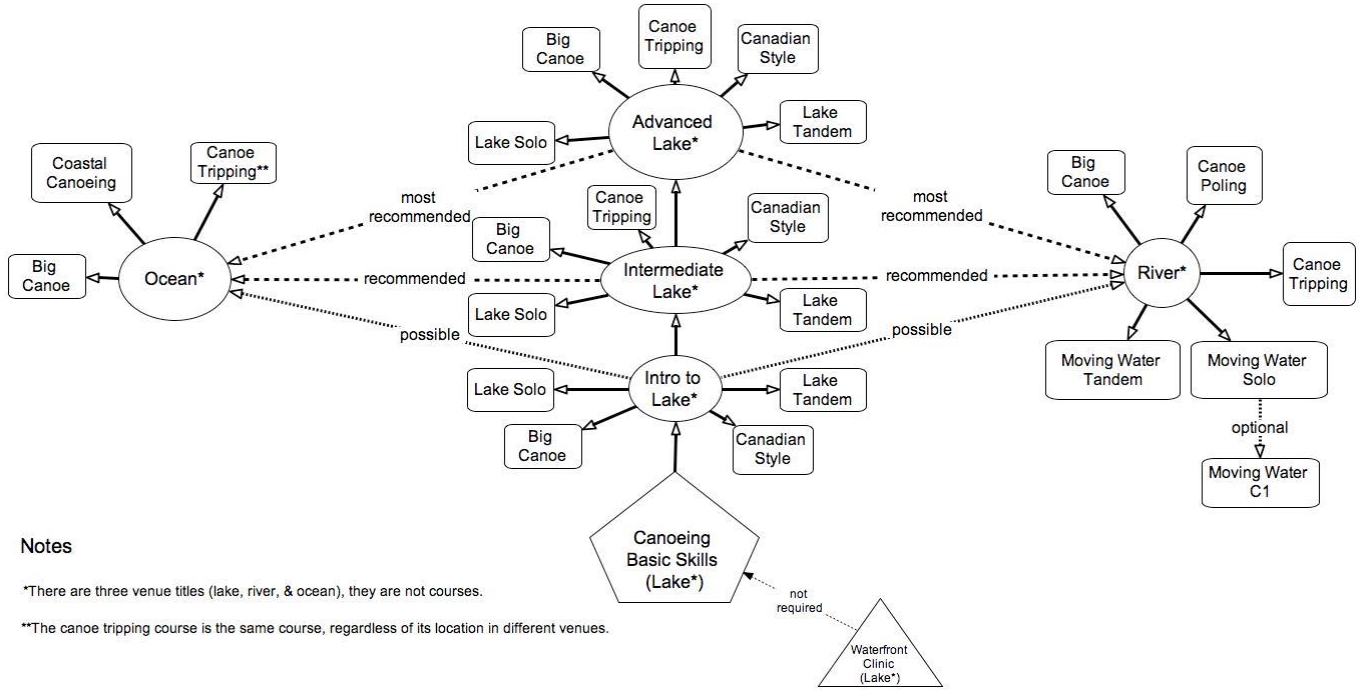 Big
Canoe
Canoe
Tripping
Canadian
Style
Lake Solo
Advanced
Lake*
Lake
Tandem
Coastal
Canoeing
Canoe
Tripping**
Big
Canoe
Ocean*
most
recommended
recommended
possible
Big
Canoe
Canoe
Tripping
Canadian
Style
Lake Solo
Intermediate
Lake*
Lake
Tandem
most
recommended
recommended
possible
Big
Canoe
Canoe
Poling
River*
Canoe
Tripping
Moving Water
Tandem
Moving Water
Solo
optional
Moving Water
C1
Lake Solo
Intro to
Lake*
Lake
Tandem
Big
Canoe
Canadian
Style
Canoeing
Basic Skills
(Lake*)
not
required
Waterfront
Clinic
(Lake*)
Notes
*There are three venue titles (lake, river, & ocean), they are not courses.
**The canoe tripping course is the same course, regardless of its location in different venues.